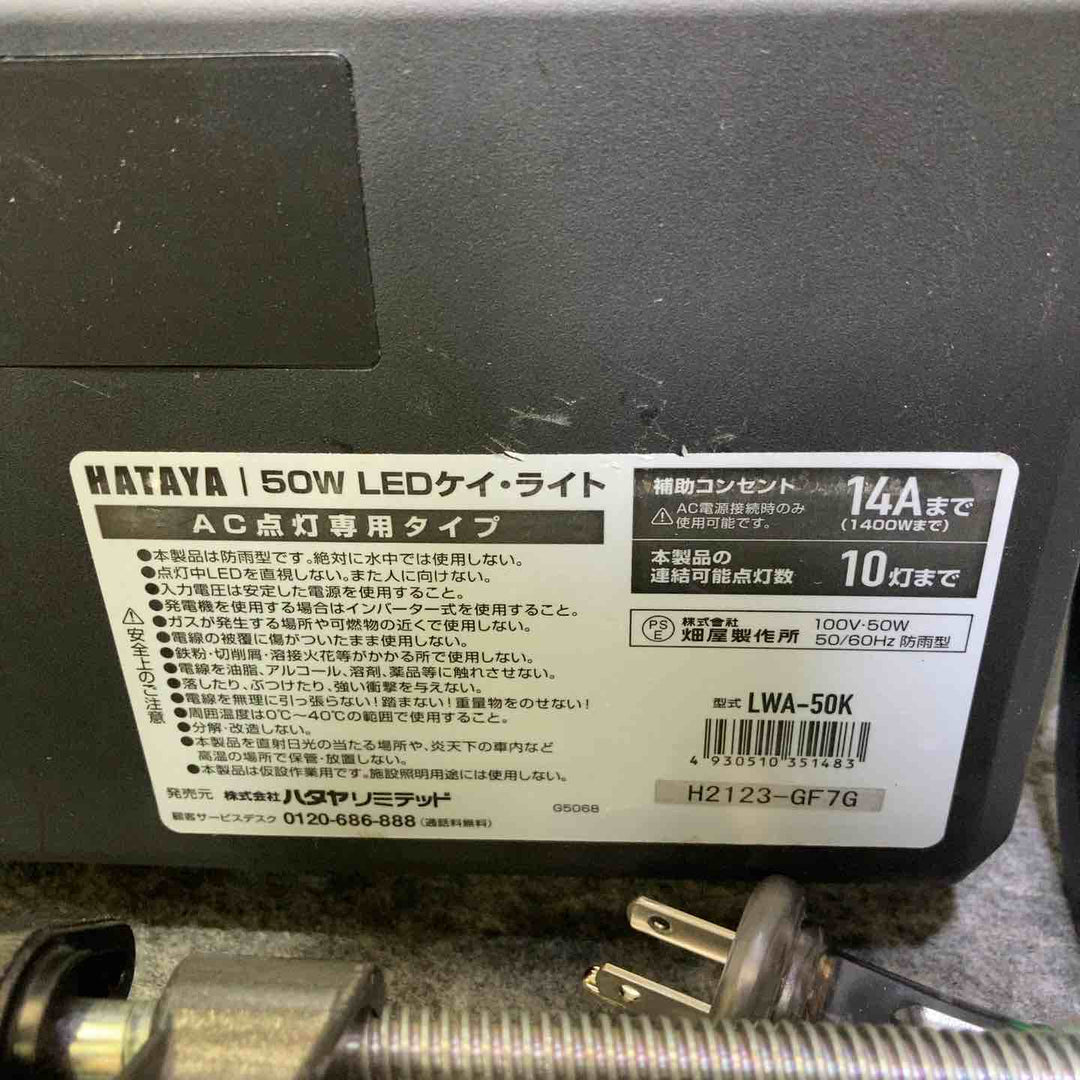 HATAYA | 50W LEDケイ・ライト
AC点灯専用タイプ
⚠安全上のご注意
●本製品は防雨型です。絶対に水中では使用しない。
●点灯中LEDを直視しない。また人に向けない。
●入力電圧は安定した電源を使用すること。
●発電機を使用する場合はインバーター式を使用すること。
●ガスが発生する場所や可燃物の近くで使用しない。
●電線の被覆に傷がついたまま使用しない。
●鉄粉・切削屑・溶接火花等がかかる所で使用しない。
●電線を油脂、アルコール、溶剤、薬品等に触れさせない。
●落したり、ぶつけたり、強い衝撃を与えない。
●電線を無理に引っ張らない!踏まない!重量物をのせない!
●周囲温度は0℃〜40℃の範囲で使用すること。
●分解・改造しない。
●本製品を直射日光の当たる場所や、炎天下の車内など
高温の場所で保管・放置しない。
●本製品は仮設作業用です。施設照明用途には使用しない。
発売元 株式会社ハタヤリミテッド
G5068
顧客サービスデスク 0120-686-888(通話料無料)
補助コンセント 14Aまで
⚠AC電源接続時のみ (1400Wまで)
使用可能です。
本製品の
連結可能点灯数 10灯まで
PSE 株式会社 畑屋製作所
100V・50W
50/60Hz 防雨型
型式 LWA-50K
4 930510 351483
H2123-GF7G